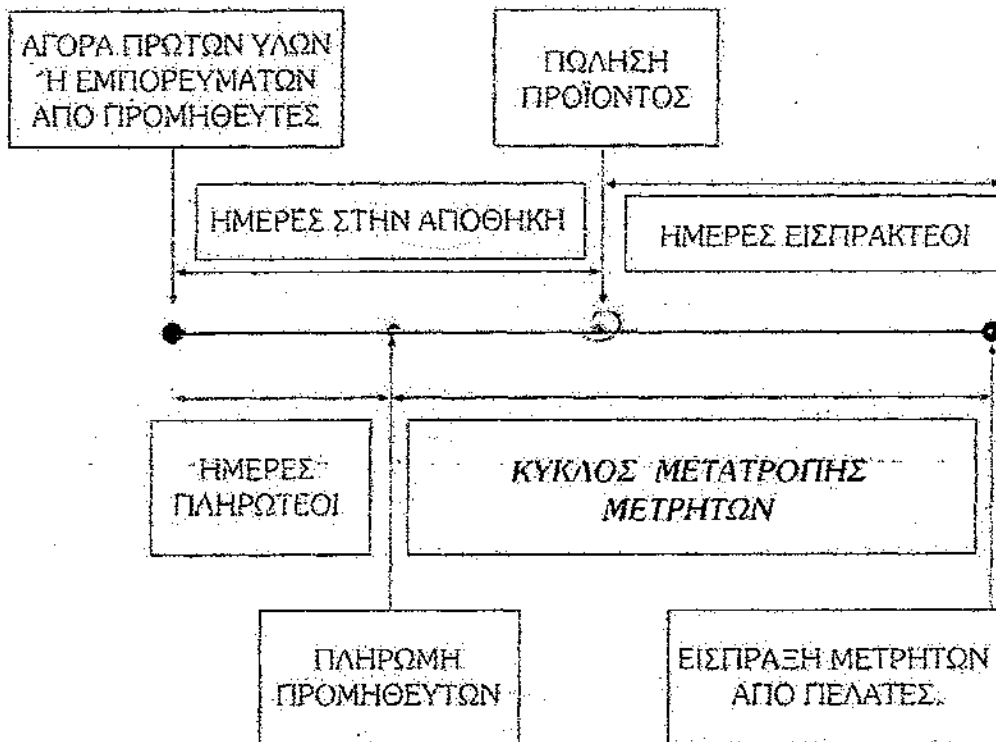 ΑΓΟΡΑ ΠΡΩΤΩΝ ΥΛΩΝ
Ή ΕΜΠΟΡΕΥΜΑΤΩΝ
ΑΠΟ ΠΡΟΜΗΘΕΥΤΕΣ
ΠΩΛΗΣΗ
ΠΡΟΪΟΝΤΟΣ
ΗΜΕΡΕΣ ΣΤΗΝ ΑΠΟΘΗΚΗ
ΗΜΕΡΕΣ ΕΙΣΠΡΑΚΤΕΟΙ
ΗΜΕΡΕΣ
ΠΛΗΡΩΤΕΟΙ
ΚΥΚΛΟΣ ΜΕΤΑΤΡΟΠΗΣ
ΜΕΤΡΗΤΩΝ
ΠΛΗΡΩΜΗ
ΠΡΟΜΗΘΕΥΤΩΝ
ΕΙΣΠΡΑΞΗ ΜΕΤΡΗΤΩΝ
ΑΠΟ ΠΕΛΑΤΕΣ.